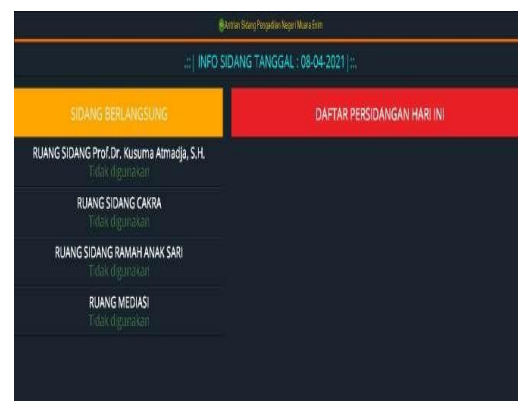 Antrian Sidang Pengadilan Negeri Muara Enim
.::| INFO SIDANG TANGGAL : 08-04-2021|::.
SIDANG BERLANGSUNG
DAFTAR PERSIDANGAN HARI INI
RUANG SIDANG Prof.Dr. Kusuma Atmadja, S.H.
Tidak digunakan
RUANG SIDANG CAKRA
Tidak digunakan
RUANG SIDANG RAMAH ANAK SARI
Tidak digunakan
RUANG MEDIASI
Tidak digunakan